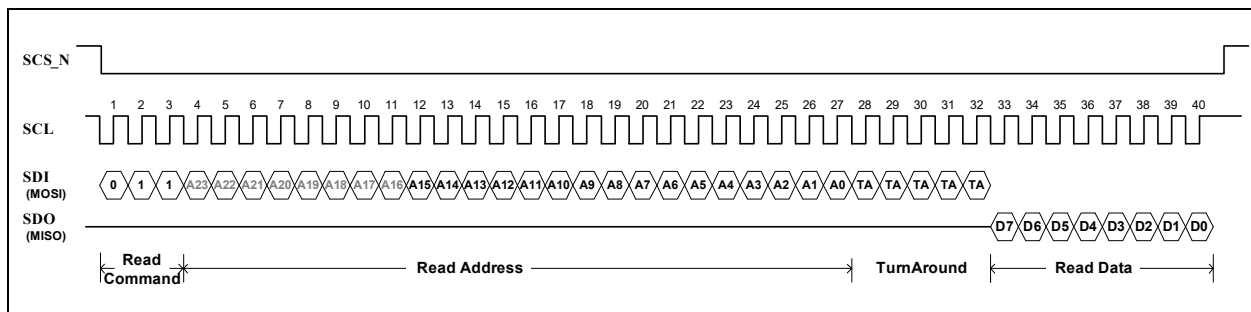 SCS_N
1 2 3 4 5 6 7 8 9 10 11 12 13 14 15 16 17 18 19 20 21 22 23 24 25 26 27 28 29 30 31 32 33 34 35 36 37 38 39 40
SCL
SDI
(MOSI)
0 1 1 A23 A22 A21 A20 A19 A18 A17 A16 A15 A14 A13 A12 A11 A10 A9 A8 A7 A6 A5 A4 A3 A2 A1 A0 TA TA TA TA TA
SDO
(MISO)
D7 D6 D5 D4 D3 D2 D1 D0
Read
Command
Read Address
TurnAround
Read Data